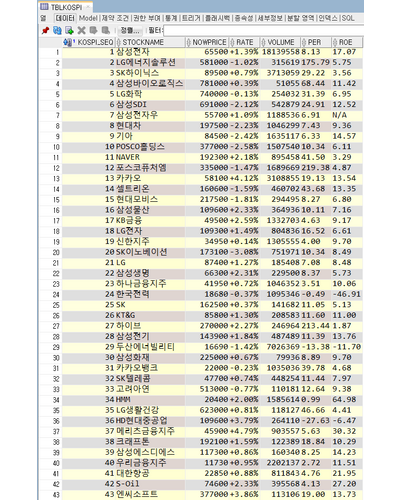 TBLKOSPI
열 데이터 Model 제약 조건 권한 부여 통계 트리거 플래시백 종속성 세부정보 분할 영역 인덱스 SQL
정렬... 필터:
KOSPI_SEQ STOCKNAME NOWPRICE RATE VOLUME PER ROE
1 1 삼성전자 65500 +1.39% 18139558 8.13 17.07
2 2 LG에너지솔루션 581000 -1.02% 315619 175.79 5.75
3 3 SK하이닉스 89500 +0.79% 3713059 29.22 3.56
4 4 삼성바이오로직스 781000 +0.39% 51055 68.44 11.42
5 5 LG화학 740000 -0.13% 254032 31.39 6.95
6 6 삼성SDI 691000 -2.12% 542879 24.91 12.52
7 7 삼성전자우 55700 +1.09% 1188536 6.91 N/A
8 8 현대차 197500 -2.23% 1046299 7.43 9.36
9 9 기아 84500 -2.42% 1635117 6.33 14.57
10 10 POSCO홀딩스 377000 -2.58% 1507540 10.34 6.11
11 11 NAVER 192300 +2.18% 895458 41.50 3.29
12 12 포스코퓨처엠 335000 -1.47% 1689669 219.38 4.87
13 13 카카오 58100 +4.12% 3108855 19.13 13.54
14 14 셀트리온 160600 -1.59% 460702 43.68 13.35
15 15 현대모비스 217500 -1.81% 294495 8.27 6.80
16 16 삼성물산 109600 +2.33% 364936 10.11 7.16
17 17 KB금융 49500 +2.59% 1332703 4.63 9.17
18 18 LG전자 109300 +1.49% 804836 16.52 6.61
19 19 신한지주 34950 +0.14% 1305555 4.00 9.70
20 20 SK이노베이션 173100 -3.08% 751971 10.34 8.49
21 21 LG 87400 +1.27% 185408 7.08 8.48
22 22 삼성생명 66300 +2.31% 229500 8.37 5.73
23 23 하나금융지주 41950 +0.72% 1046352 3.51 10.06
24 24 한국전력 18680 -0.37% 1095346 -0.49 -46.91
25 25 SK 162500 +0.37% 141682 11.05 5.13
26 26 KT&G 85800 +1.30% 208583 11.60 11.00
27 27 하이브 270000 +2.27% 246964 213.44 1.87
28 28 삼성전기 143900 +1.84% 487489 11.39 13.76
29 29 두산에너빌리티 16690 -1.42% 7026369 -13.38 -11.70
30 30 삼성화재 225000 +0.67% 79936 8.89 9.70
31 31 카카오뱅크 22000 -0.23% 1035036 39.78 4.68
32 32 SK텔레콤 47700 +0.74% 448254 11.44 7.97
33 33 고려아연 513000 -0.77% 110181 12.64 9.38
34 34 HMM 20400 +2.00% 1585614 0.99 64.98
35 35 LG생활건강 623000 +0.81% 118127 46.66 4.41
36 36 HD현대중공업 109600 +3.79% 264110 -27.63 -6.47
37 37 메리츠금융지주 45900 +4.79% 903557 5.63 30.32
38 38 크래프톤 192100 +1.59% 122389 18.84 10.29
39 39 삼성에스디에스 117300 +0.86% 160340 8.25 14.23
40 40 우리금융지주 11730 +0.95% 2202137 2.72 11.51
41 41 대한항공 22850 +0.88% 811843 4.76 21.95
42 42 S-Oil 74600 +2.33% 395568 4.13 27.20
43 43 엔씨소프트 377000 +3.86% 113106 19.00 13.73